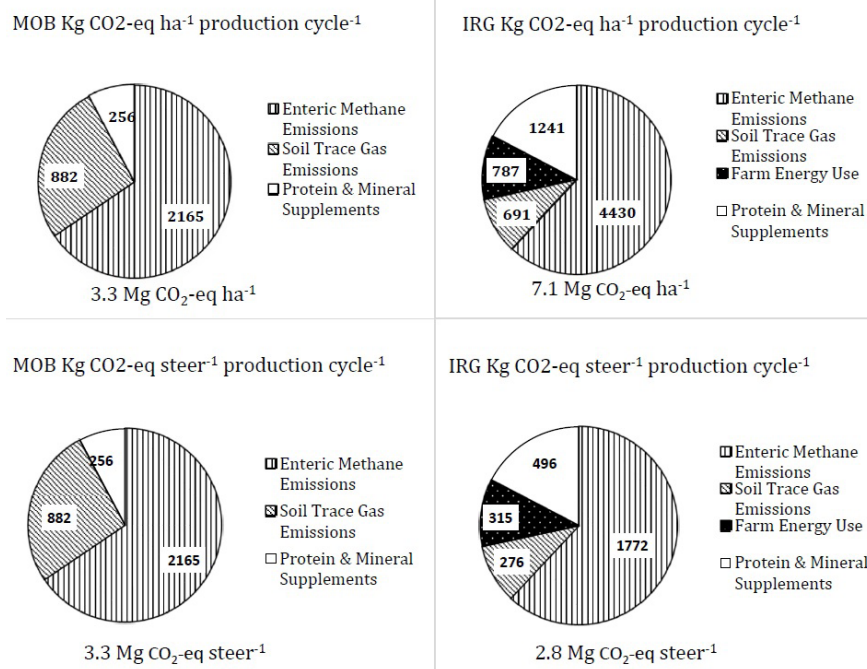 MOB Kg CO2-eq ha⁻¹ production cycle⁻¹
256
882
2165
Enteric Methane
Emissions
Soil Trace Gas
Emissions
Protein & Mineral
Supplements
3.3 Mg CO₂-eq ha⁻¹
IRG Kg CO2-eq ha⁻¹ production cycle⁻¹
1241
787
691
4430
Enteric Methane
Emissions
Soil Trace Gas
Emissions
Farm Energy Use
Protein & Mineral
Supplements
7.1 Mg CO₂-eq ha⁻¹
MOB Kg CO2-eq steer⁻¹ production cycle⁻¹
256
882
2165
Enteric Methane
Emissions
Soil Trace Gas
Emissions
Protein & Mineral
Supplements
3.3 Mg CO₂-eq steer⁻¹
IRG Kg CO2-eq steer⁻¹ production cycle⁻¹
496
315
276
1772
Enteric Methane
Emissions
Soil Trace Gas
Emissions
Farm Energy Use
Protein & Mineral
Supplements
2.8 Mg CO₂-eq steer⁻¹